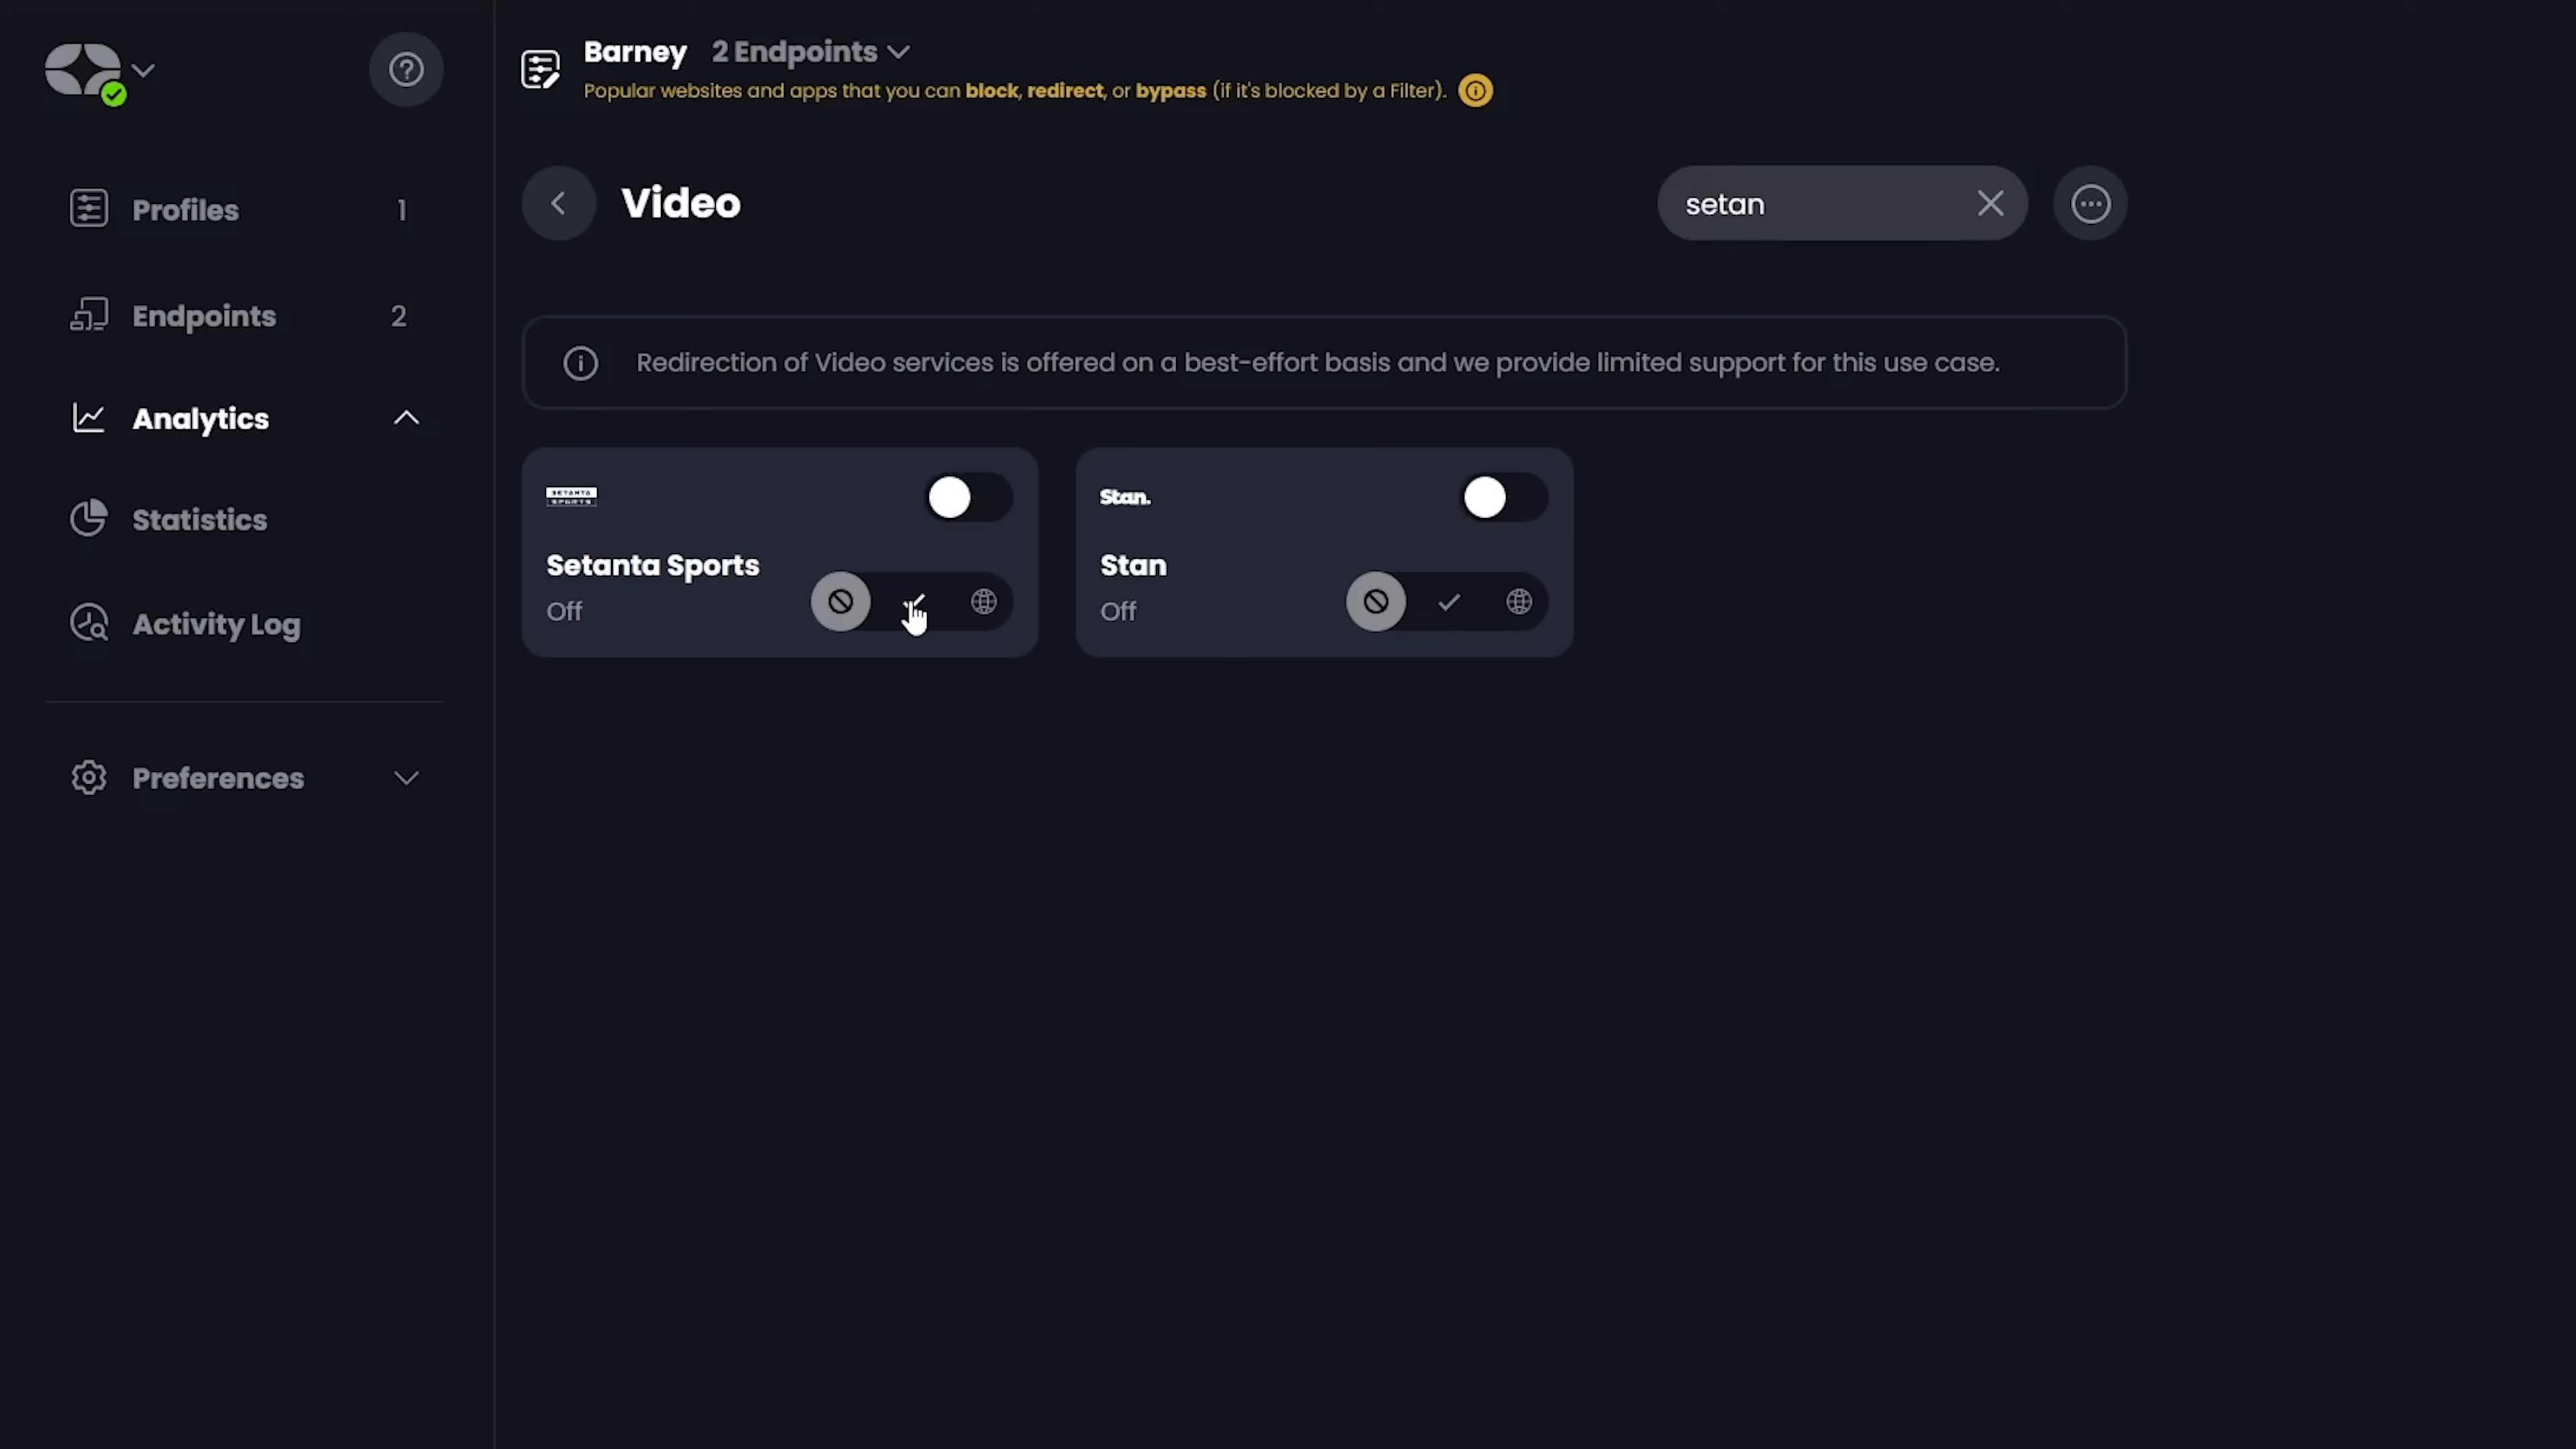 Barney 2 Endpoints
Popular websites and apps that you can block, redirect, or bypass (if it's blocked by a Filter).
Profiles 1
Endpoints 2
Analytics
Statistics
Activity Log
Preferences
Video
setan
Redirection of Video services is offered on a best-effort basis and we provide limited support for this use case.
SETANTA
SPORTS
Setanta Sports
Off
Stan.
Stan
Off